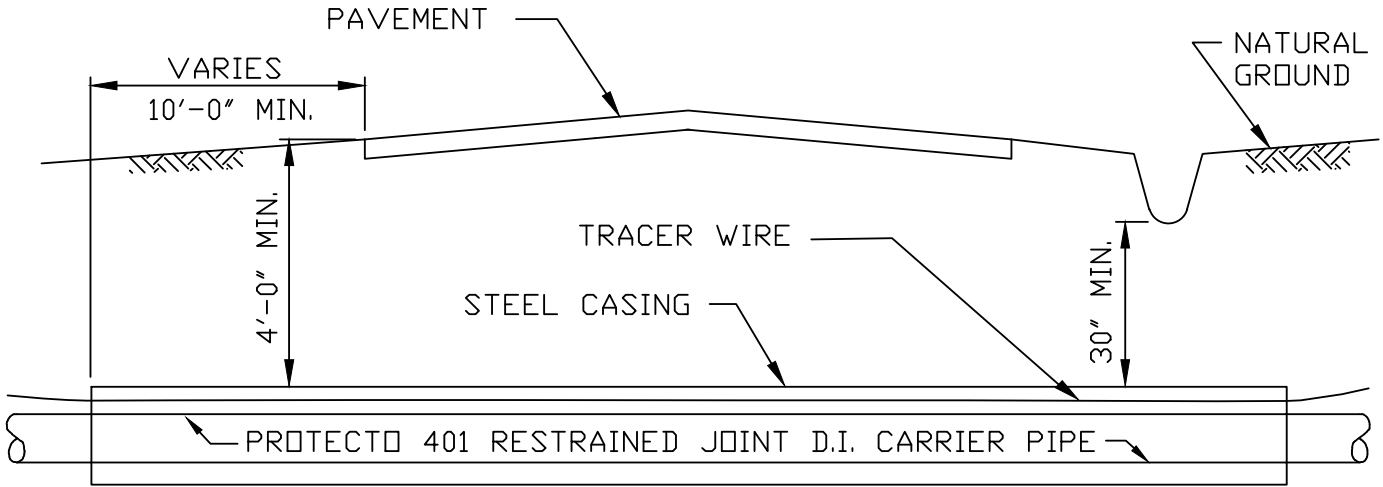 PAVEMENT
NATURAL
GROUND
VARIES
10'-0" MIN.
4'-0" MIN.
TRACER WIRE
30" MIN.
STEEL CASING
PROTECTO 401 RESTRAINED JOINT D.I. CARRIER PIPE